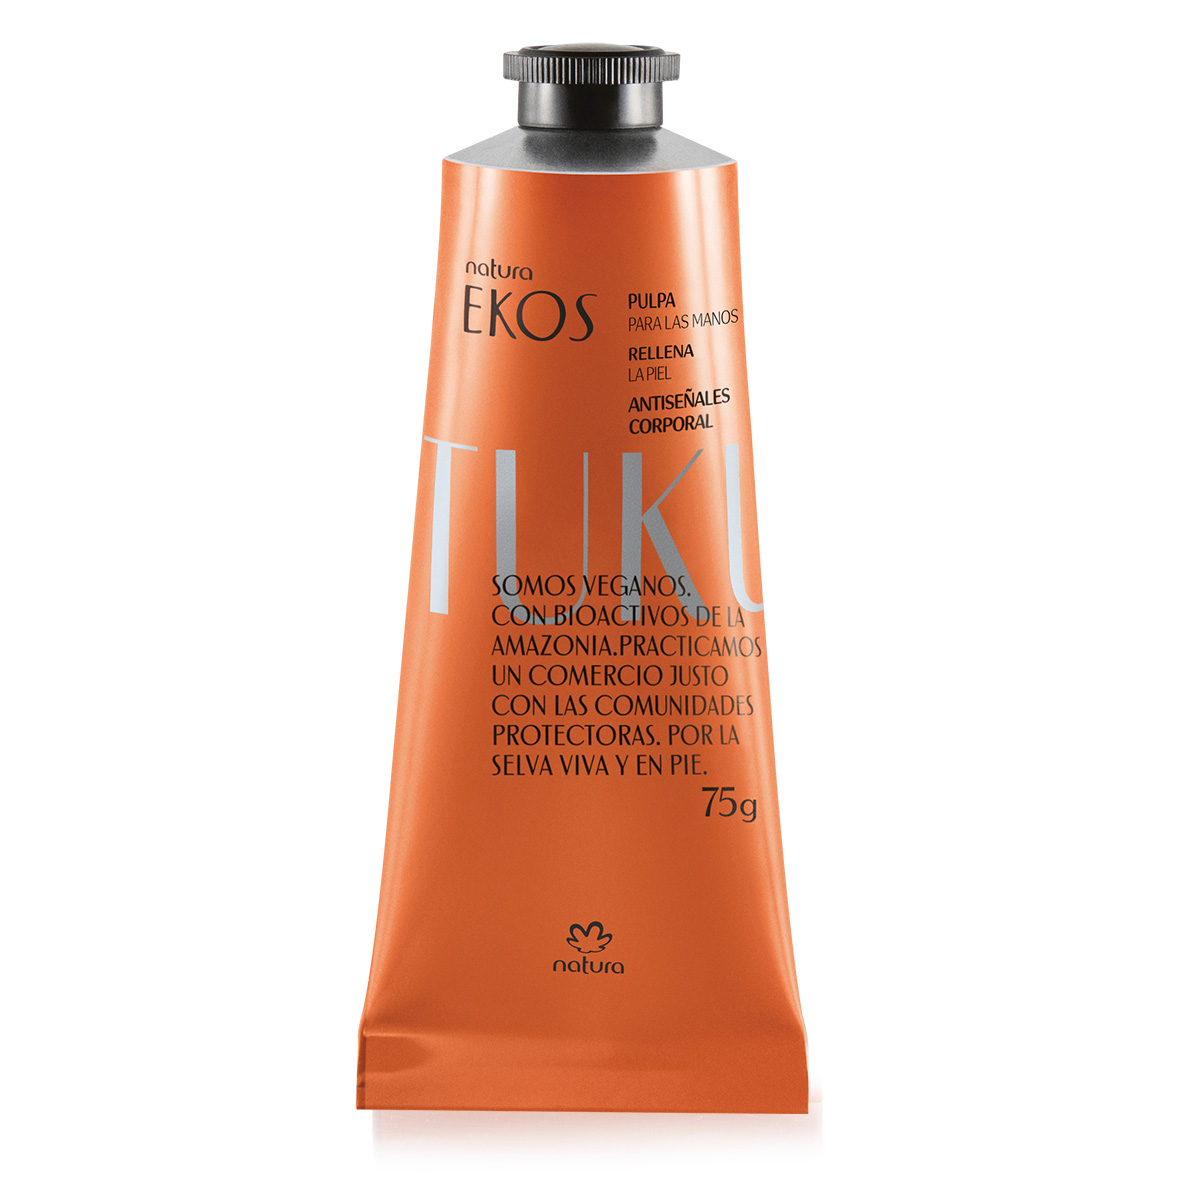 natura
EKOS
PULPA
PARA LAS MANOS
RELLENA
LA PIEL
ANTISEÑALES
CORPORAL
TUKU
SOMOS VEGANOS.
CON BIOACTIVOS DE LA
AMAZONIA.PRACTICAMOS
UN COMERCIO JUSTO
CON LAS COMUNIDADES
PROTECTORAS. POR LA
SELVA VIVA Y EN PIE.
75g
natura